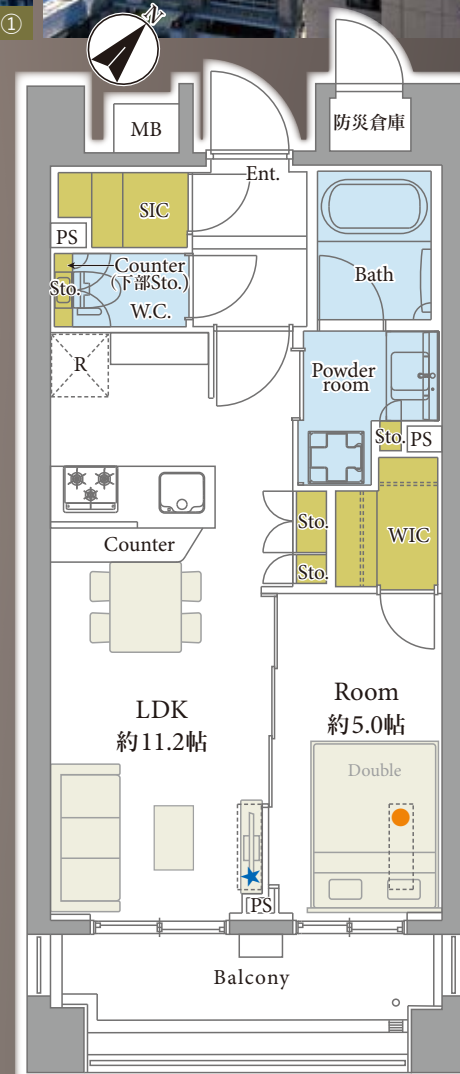 ①
N
MB
防災倉庫
Ent.
SIC
PS
Counter
(下部Sto.)
Sto.
W.C.
Bath
R
Powder
room
Sto.
PS
Sto.
WIC
Counter
Sto.
LDK
約11.2帖
Room
約5.0帖
Double
PS
Balcony